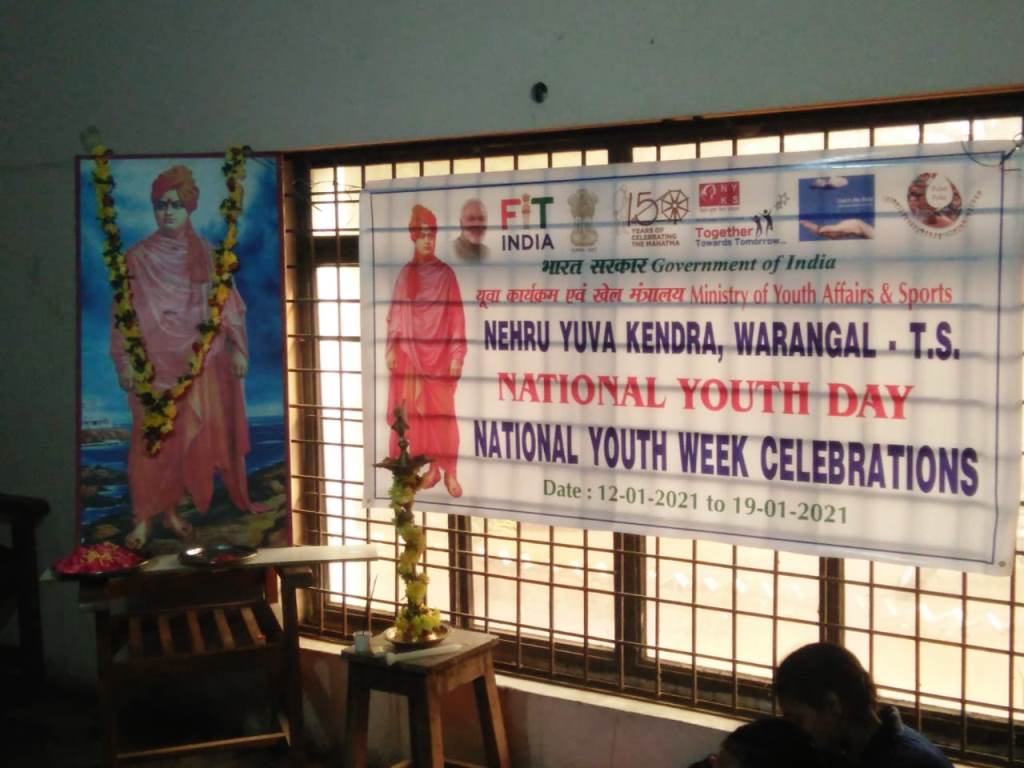 FIT
INDIA
150
YEARS OF
CELEBRATING
THE MAHATMA
NYKS
Together
Towards Tomorrow...
भारत सरकार Government of India
युवा कार्यक्रम एवं खेल मंत्रालय Ministry of Youth Affairs & Sports
NEHRU YUVA KENDRA, WARANGAL - T.S.
NATIONAL YOUTH DAY
NATIONAL YOUTH WEEK CELEBRATIONS
Date : 12-01-2021 to 19-01-2021